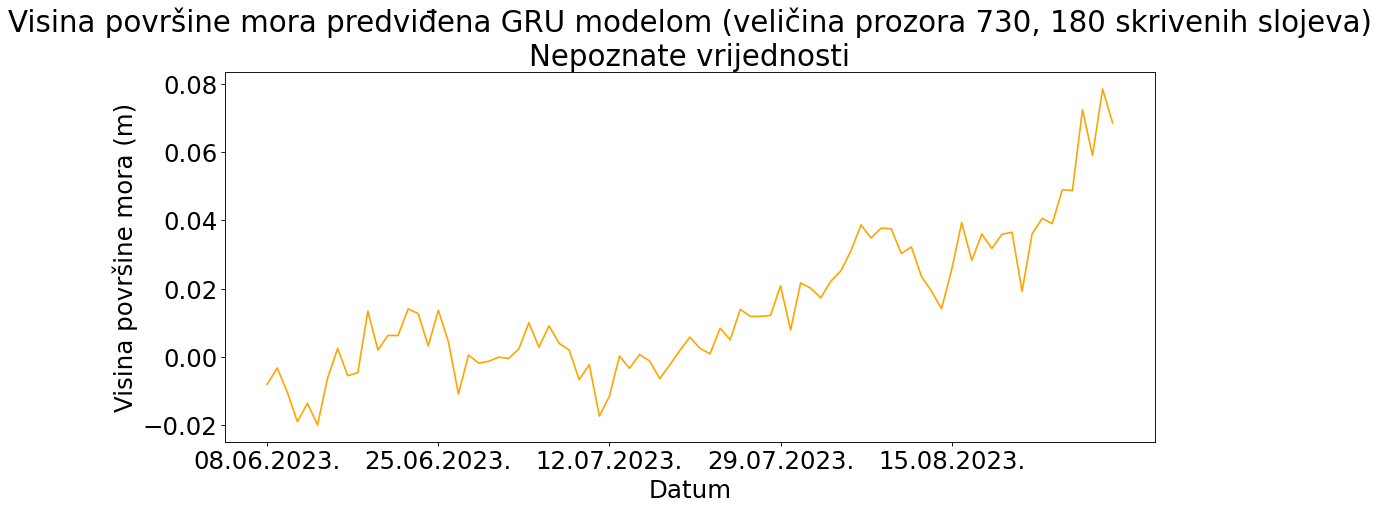 Visina površine mora predviđena GRU modelom (veličina prozora 730, 180 skrivenih slojeva)
Nepoznate vrijednosti
Visina površine mora (m)
0.08
0.06
0.04
0.02
0.00
−0.02
08.06.2023. 25.06.2023. 12.07.2023. 29.07.2023. 15.08.2023.
Datum